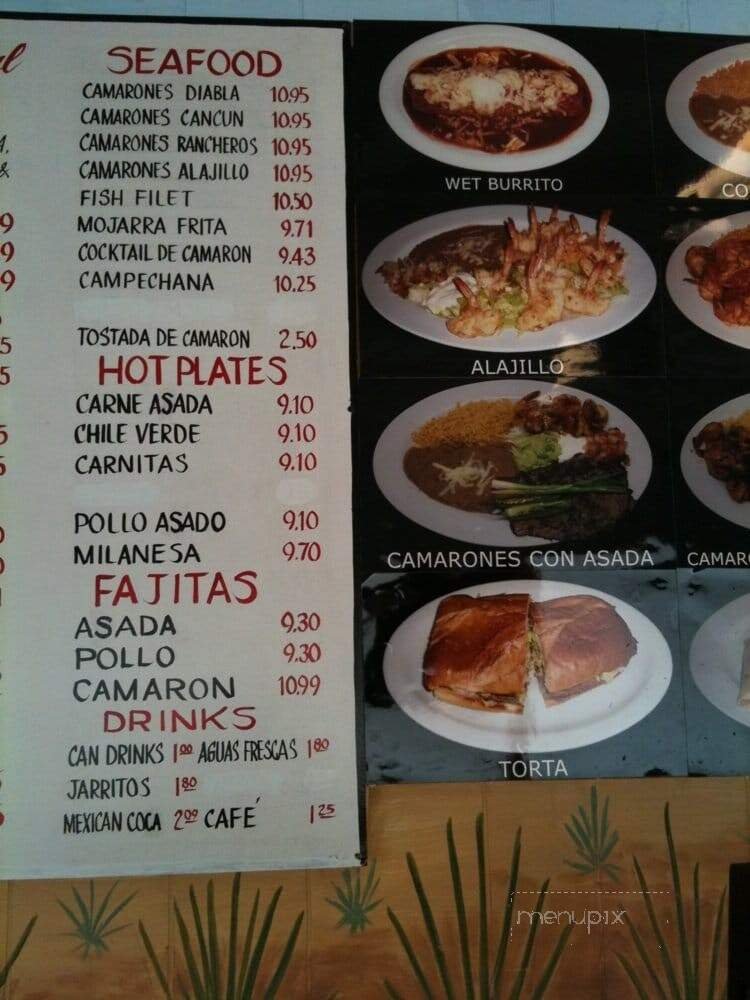 SEAFOOD
CAMARONES DIABLA 10.95
CAMARONES CANCUN 10.95
CAMARONES RANCHEROS 10.95
CAMARONES ALAJILLO 10.95
FISH FILET 10.50
MOJARRA FRITA 9.71
COCKTAIL DE CAMARON 9.43
CAMPECHANA 10.25
TOSTADA DE CAMARON 2.50
HOT PLATES
CARNE ASADA 9.10
CHILE VERDE 9.10
CARNITAS 9.10
POLLO ASADO 9.10
MILANESA 9.70
FAJITAS
ASADA 9.30
POLLO 9.30
CAMARON 10.99
DRINKS
CAN DRINKS 1.00 AGUAS FRESCAS 1.80
JARRITOS 1.80
MEXICAN COCA 2.00 CAFÉ 1.25
WET BURRITO
CO
ALAJILLO
CAMARONES CON ASADA
CAMAR
TORTA
menupix